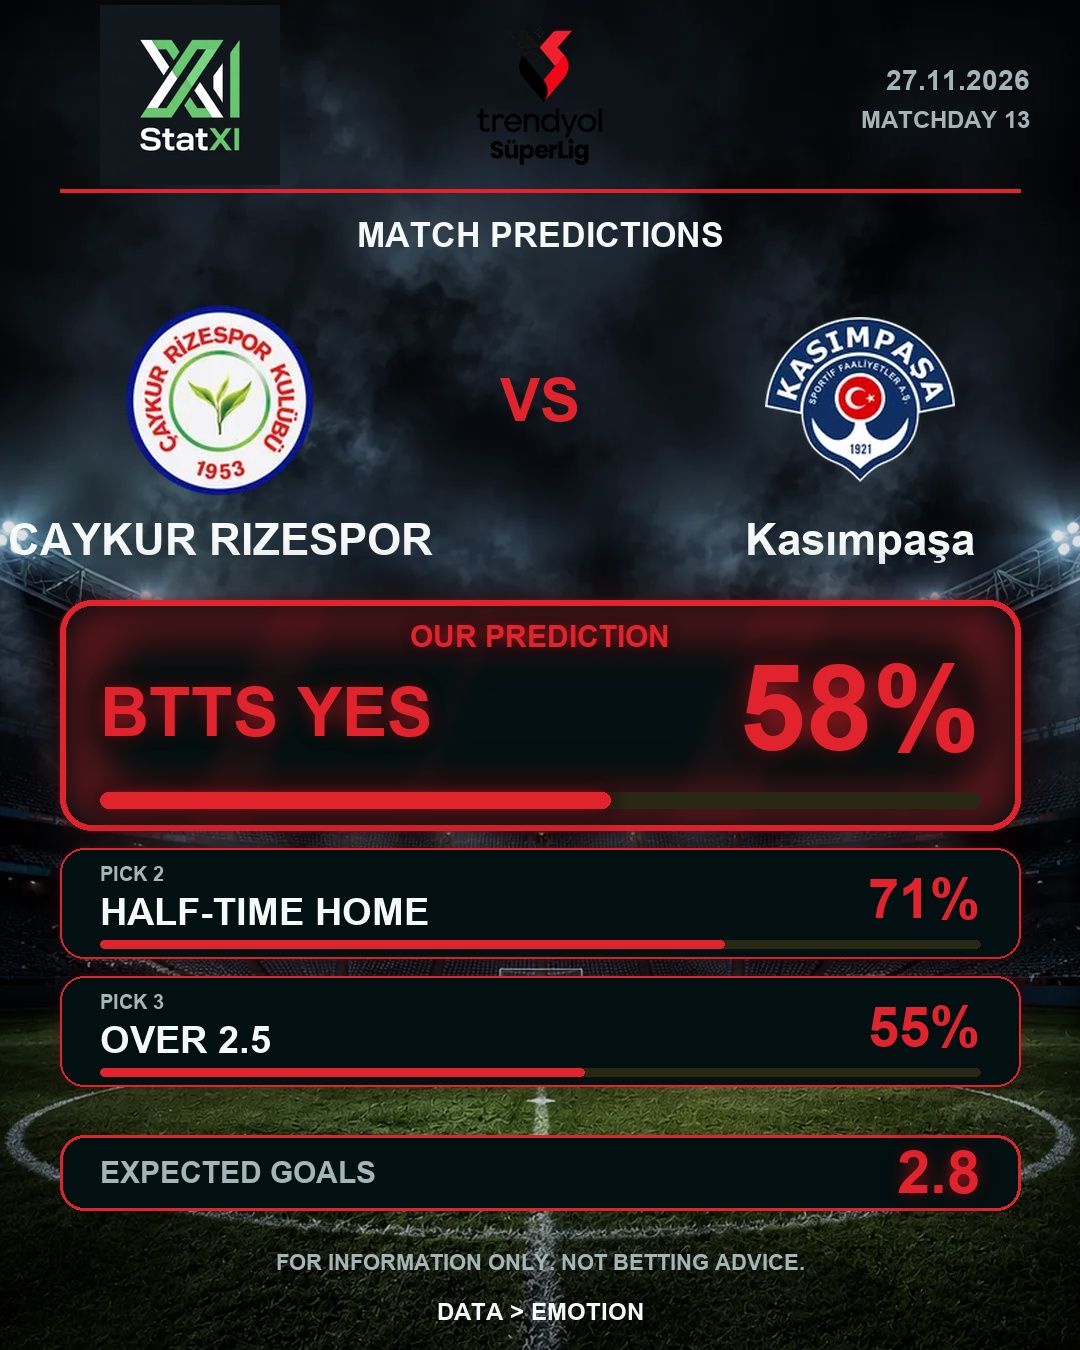 StatXI
trendyol
SüperLig
27.11.2026
MATCHDAY 13
MATCH PREDICTIONS
ÇAYKUR RİZESPOR KULÜBÜ
1953
VS
KASIMPAŞA
SPORTİF FAALİYETLER A.Ş.
1921
CAYKUR RIZESPOR
Kasımpaşa
OUR PREDICTION
BTTS YES
58%
PICK 2
HALF-TIME HOME
71%
PICK 3
OVER 2.5
55%
EXPECTED GOALS
2.8
FOR INFORMATION ONLY. NOT BETTING ADVICE.
DATA > EMOTION